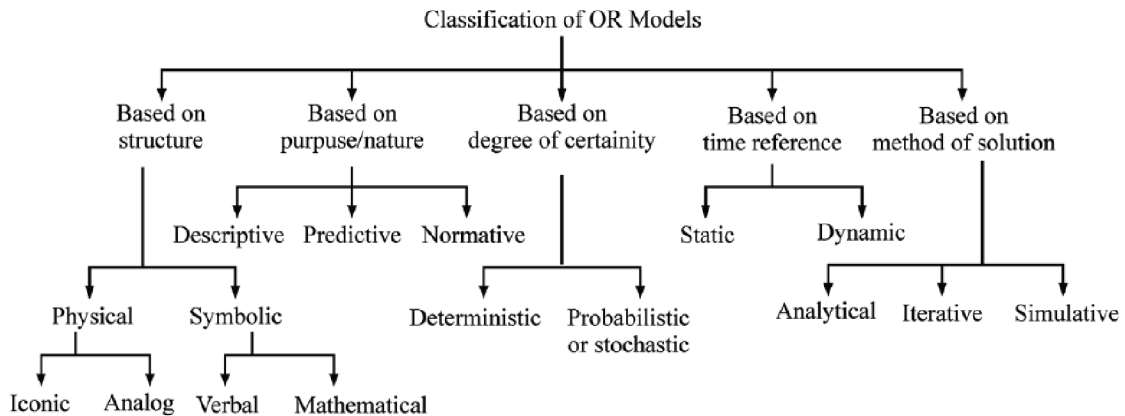 Classification of OR Models
Based on
structure
Based on
purpuse/nature
Based on
degree of certainity
Based on
time reference
Based on
method of solution
Descriptive
Predictive
Normative
Static
Dynamic
Physical
Symbolic
Deterministic
Probabilistic
or stochastic
Analytical
Iterative
Simulative
Iconic
Analog
Verbal
Mathematical